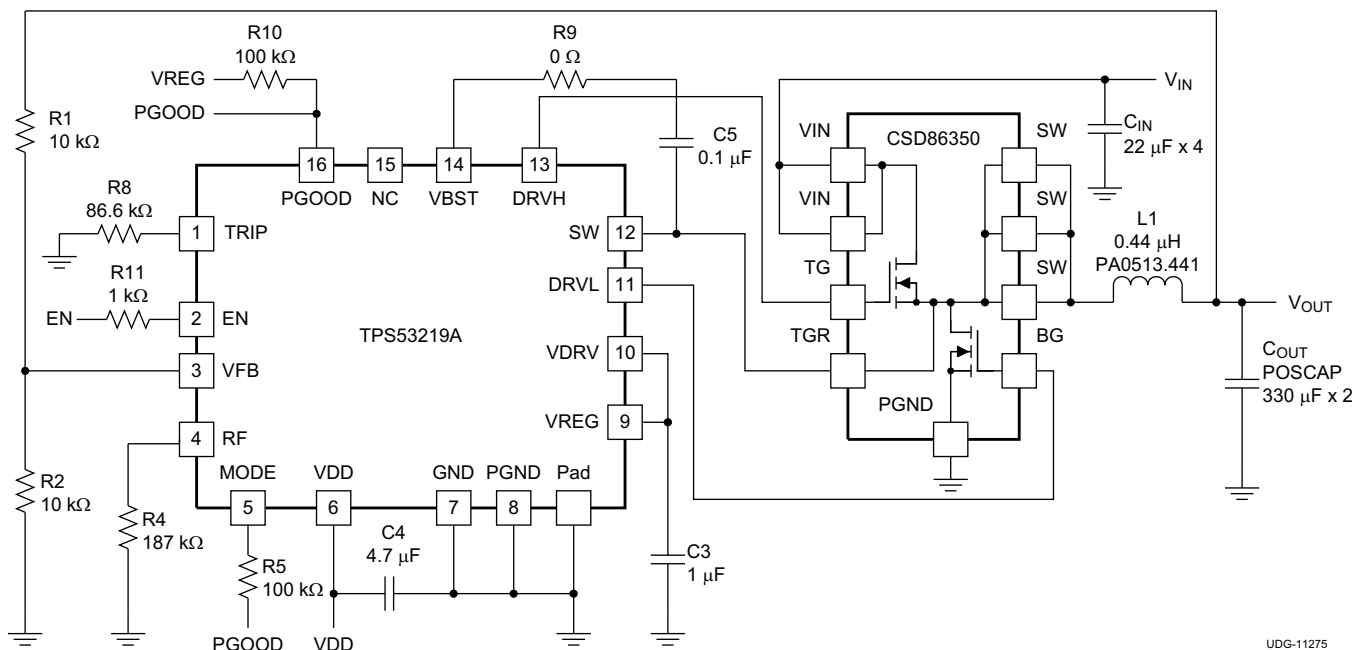 R10
100 kΩ
VREG
PGOOD
R9
0 Ω
R1
10 kΩ
C5
0.1 μF
VIN
CSD86350
SW
V_IN
C_IN
22 μF x 4
16
15
14
13
PGOOD
NC
VBST
DRVH
R8
86.6 kΩ
1
TRIP
SW
12
VIN
SW
L1
0.44 μH
PA0513.441
R11
1 kΩ
EN
2
EN
DRVL
11
TG
SW
V_OUT
TPS53219A
3
VFB
VDRV
10
TGR
BG
C_OUT
POSCAP
330 μF x 2
4
RF
VREG
9
PGND
R2
10 kΩ
MODE
VDD
GND
PGND
Pad
5
6
7
8
R4
187 kΩ
C4
4.7 μF
R5
100 kΩ
C3
1 μF
PGOOD
VDD
UDG-11275